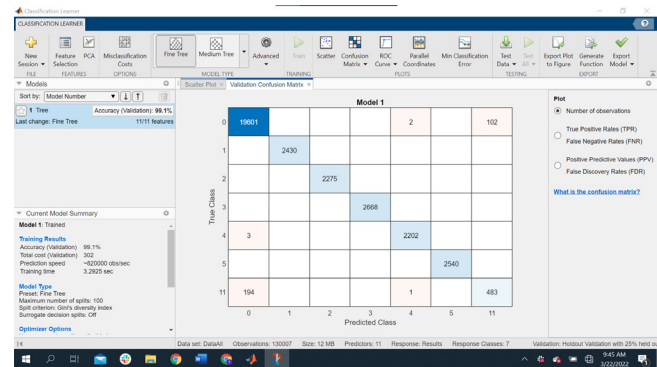 Classification Learner
CLASSIFICATION LEARNER
New Session
Feature Selection
PCA
Misclassification Costs
Fine Tree
Medium Tree
Advanced
Train
Scatter
Confusion Matrix
ROC Curve
Parallel Coordinates
Min Classification Error
Test Data
Test All
Export Plot to Figure
Generate Function
Export Model
FILE FEATURES OPTIONS MODEL TYPE TRAINING PLOTS TESTING EXPORT
Models
Scatter Plot Validation Confusion Matrix
Sort by: Model Number
1 Tree Accuracy (Validation): 99.1%
Last change: Fine Tree 11/11 features
Current Model Summary
Model 1: Trained
Training Results
Accuracy (Validation) 99.1%
Total cost (Validation) 302
Prediction speed ~820000 obs/sec
Training time 3.2925 sec
Model Type
Preset: Fine Tree
Maximum number of splits: 100
Split criterion: Gini's diversity index
Surrogate decision splits: Off
Optimizer Options
Model 1
True Class
0 19601 2 102
1 2430
2 2275
3 2668
4 3 2202
5 2540
11 194 1 483
0 1 2 3 4 5 11
Predicted Class
Plot
Number of observations
True Positive Rates (TPR)
False Negative Rates (FNR)
Positive Predictive Values (PPV)
False Discovery Rates (FDR)
What is the confusion matrix?
Data set: DataAll Observations: 130007 Size: 12 MB Predictors: 11 Response: Results Response Classes: 7 Validation: Holdout Validation with 25% held ou
9:45 AM
3/22/2022